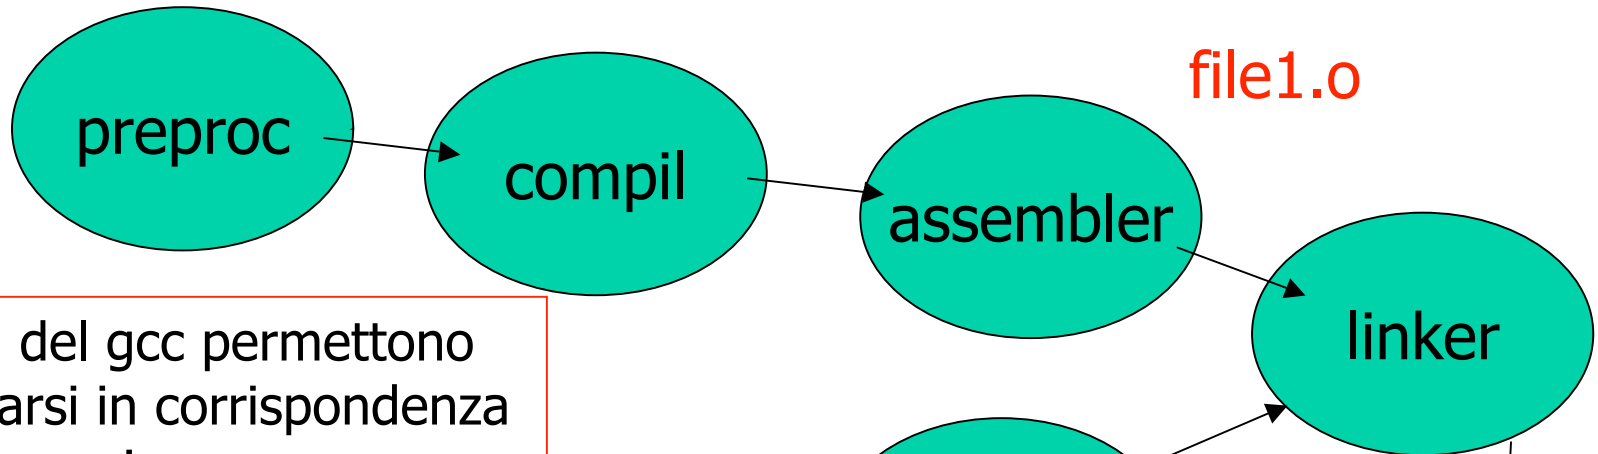 file1.o
preproc
compil
assembler
linker
del gcc permettono
arsi in corrispondenza